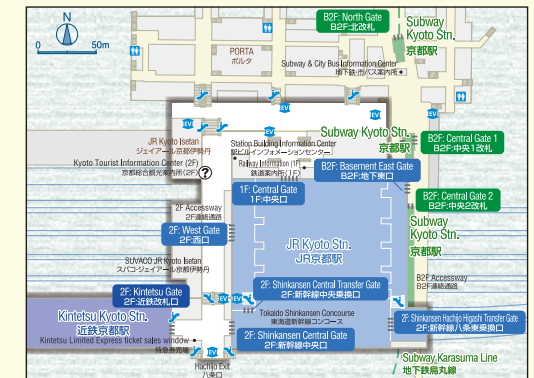 N
0 50m
B2F: North Gate
B2F:北改札
Subway
Kyoto Stn.
京都駅
PORTA
ポルタ
Subway & City Bus Information Center
地下鉄・市バス案内所
EV
EV
EV
JR Kyoto Isetan
ジェイアール京都伊勢丹
Station Building Information Center
駅ビルインフォメーションセンター
Subway Kyoto Stn.
京都駅
B2F: Central Gate 1
B2F:中央1改札
Kyoto Tourist Information Center (2F)
京都総合観光案内所(2F)
?
Railway Information (1F)
鉄道案内所(1F)
B2F: Basement East Gate
B2F:地下東口
1F: Central Gate
1F:中央口
B2F: Central Gate 2
B2F:中央2改札
2F Accessway
2F連絡通路
Subway
Kyoto Stn.
京都駅
2F: West Gate
2F:西口
JR Kyoto Stn.
JR京都駅
SUVACO JR Kyoto Isetan
スバコ・ジェイアール京都伊勢丹
B2F Accessway
B2F連絡通路
2F: Kintetsu Gate
2F:近鉄改札口
2F: Shinkansen Central Transfer Gate
2F:新幹線中央乗換口
EV
EV
Kintetsu Kyoto Stn.
近鉄京都駅
Tokaido Shinkansen Concourse
東海道新幹線コンコース
2F: Shinkansen Hachijo Higashi Transfer Gate
2F:新幹線八条東乗換口
Kintetsu Limited Express ticket sales window
特急券売場
2F: Shinkansen Central Gate
2F:新幹線中央口
EV
Hachijo Exit
八条口
Subway Karasuma Line
地下鉄烏丸線